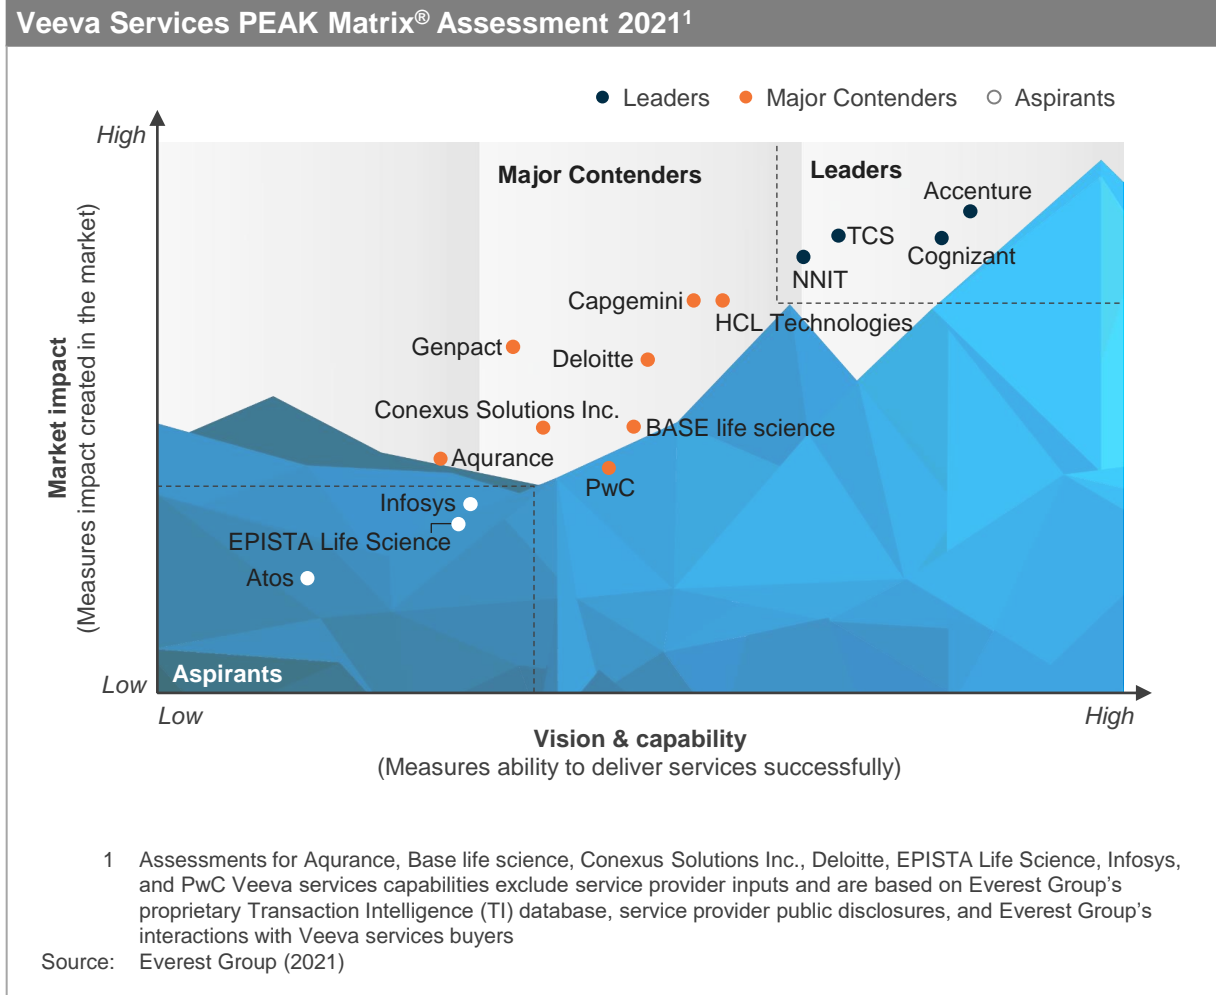 Veeva Services PEAK Matrix® Assessment 2021¹
Leaders
Major Contenders
Aspirants
High
Major Contenders
Leaders
Accenture
TCS
Cognizant
NNIT
Capgemini
HCL Technologies
Genpact
Deloitte
Conexus Solutions Inc.
BASE life science
Aqurance
PwC
Infosys
EPISTA Life Science
Atos
Aspirants
Market impact
(Measures impact created in the market)
Low
Low
High
Vision & capability
(Measures ability to deliver services successfully)
1 Assessments for Aqurance, Base life science, Conexus Solutions Inc., Deloitte, EPISTA Life Science, Infosys,
and PwC Veeva services capabilities exclude service provider inputs and are based on Everest Group’s
proprietary Transaction Intelligence (TI) database, service provider public disclosures, and Everest Group’s
interactions with Veeva services buyers
Source: Everest Group (2021)